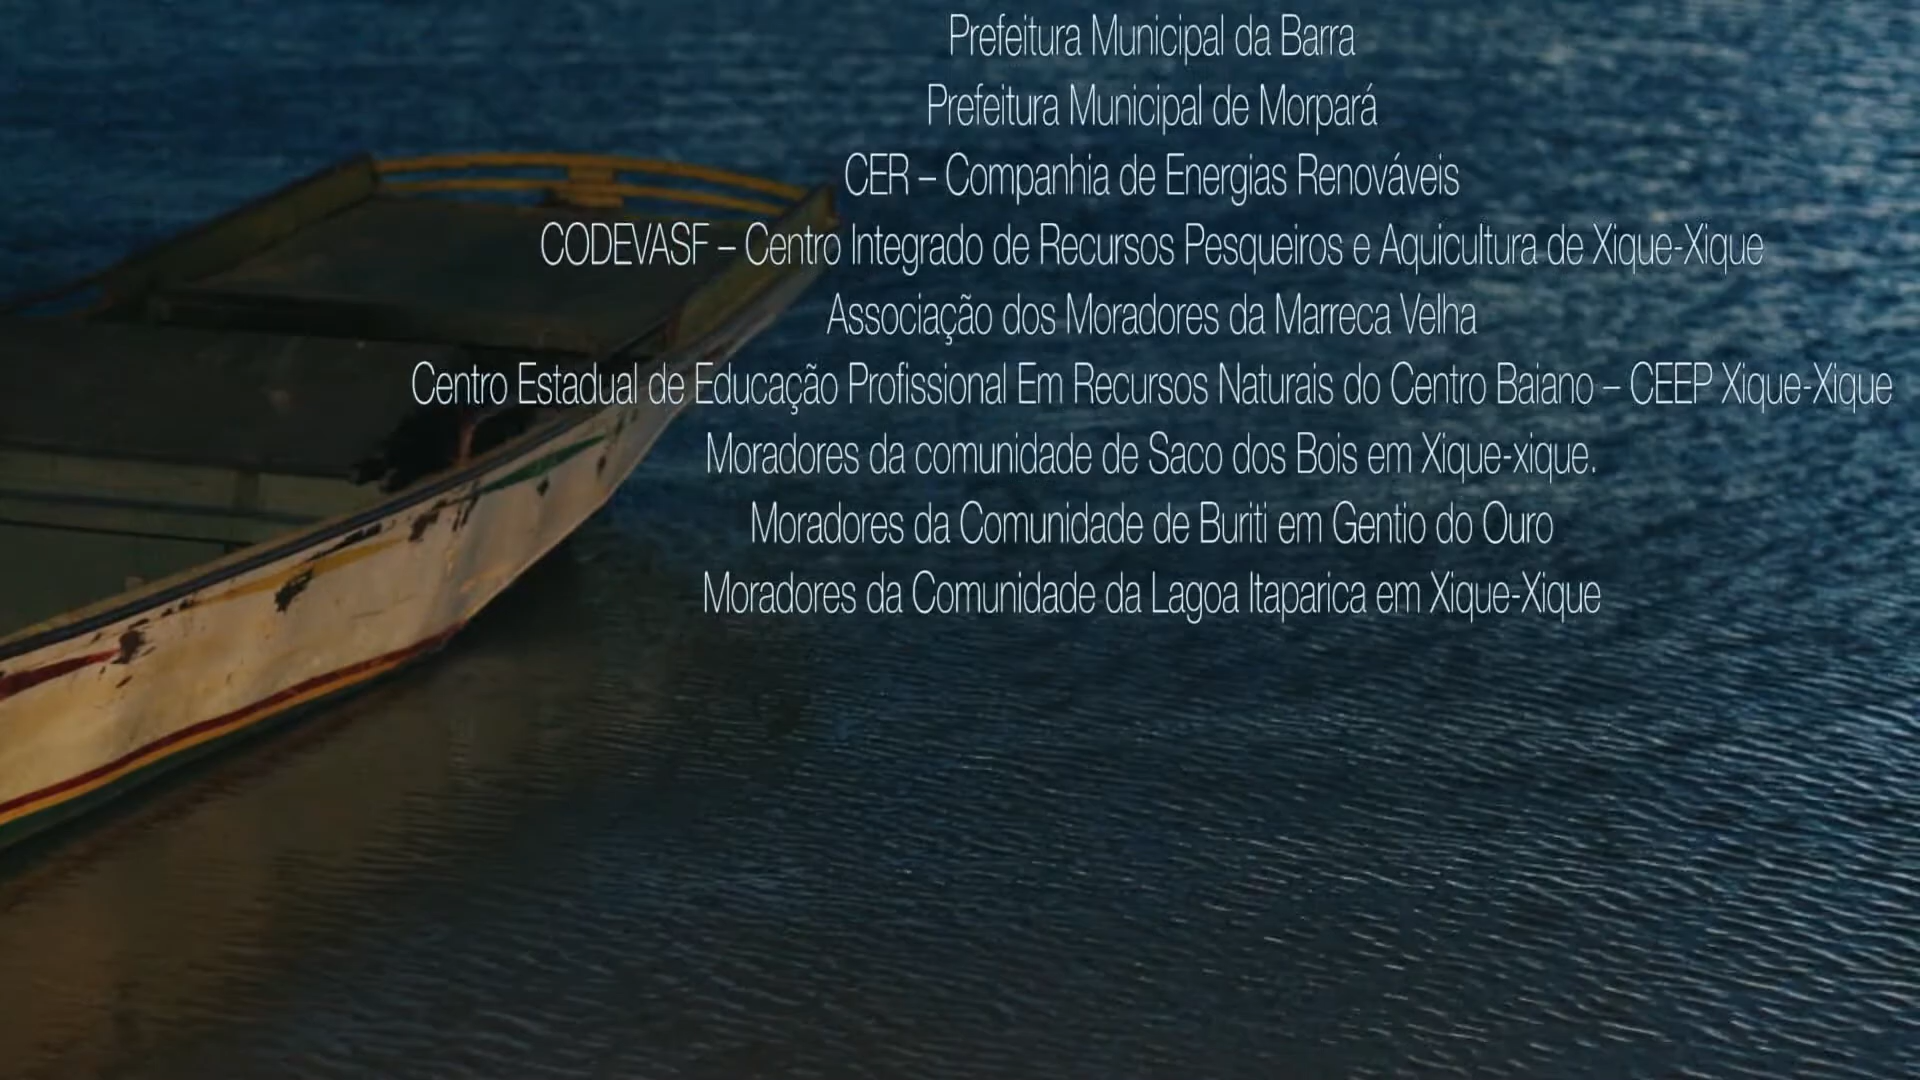 Prefeitura Municipal da Barra
Prefeitura Municipal de Morpará
CER – Companhia de Energias Renováveis
CODEVASF – Centro Integrado de Recursos Pesqueiros e Aquicultura de Xique-Xique
Associação dos Moradores da Marreca Velha
Centro Estadual de Educação Profissional Em Recursos Naturais do Centro Baiano – CEEP Xique-Xique
Moradores da comunidade de Saco dos Bois em Xique-xique.
Moradores da Comunidade de Buriti em Gentio do Ouro
Moradores da Comunidade da Lagoa Itaparica em Xique-Xique